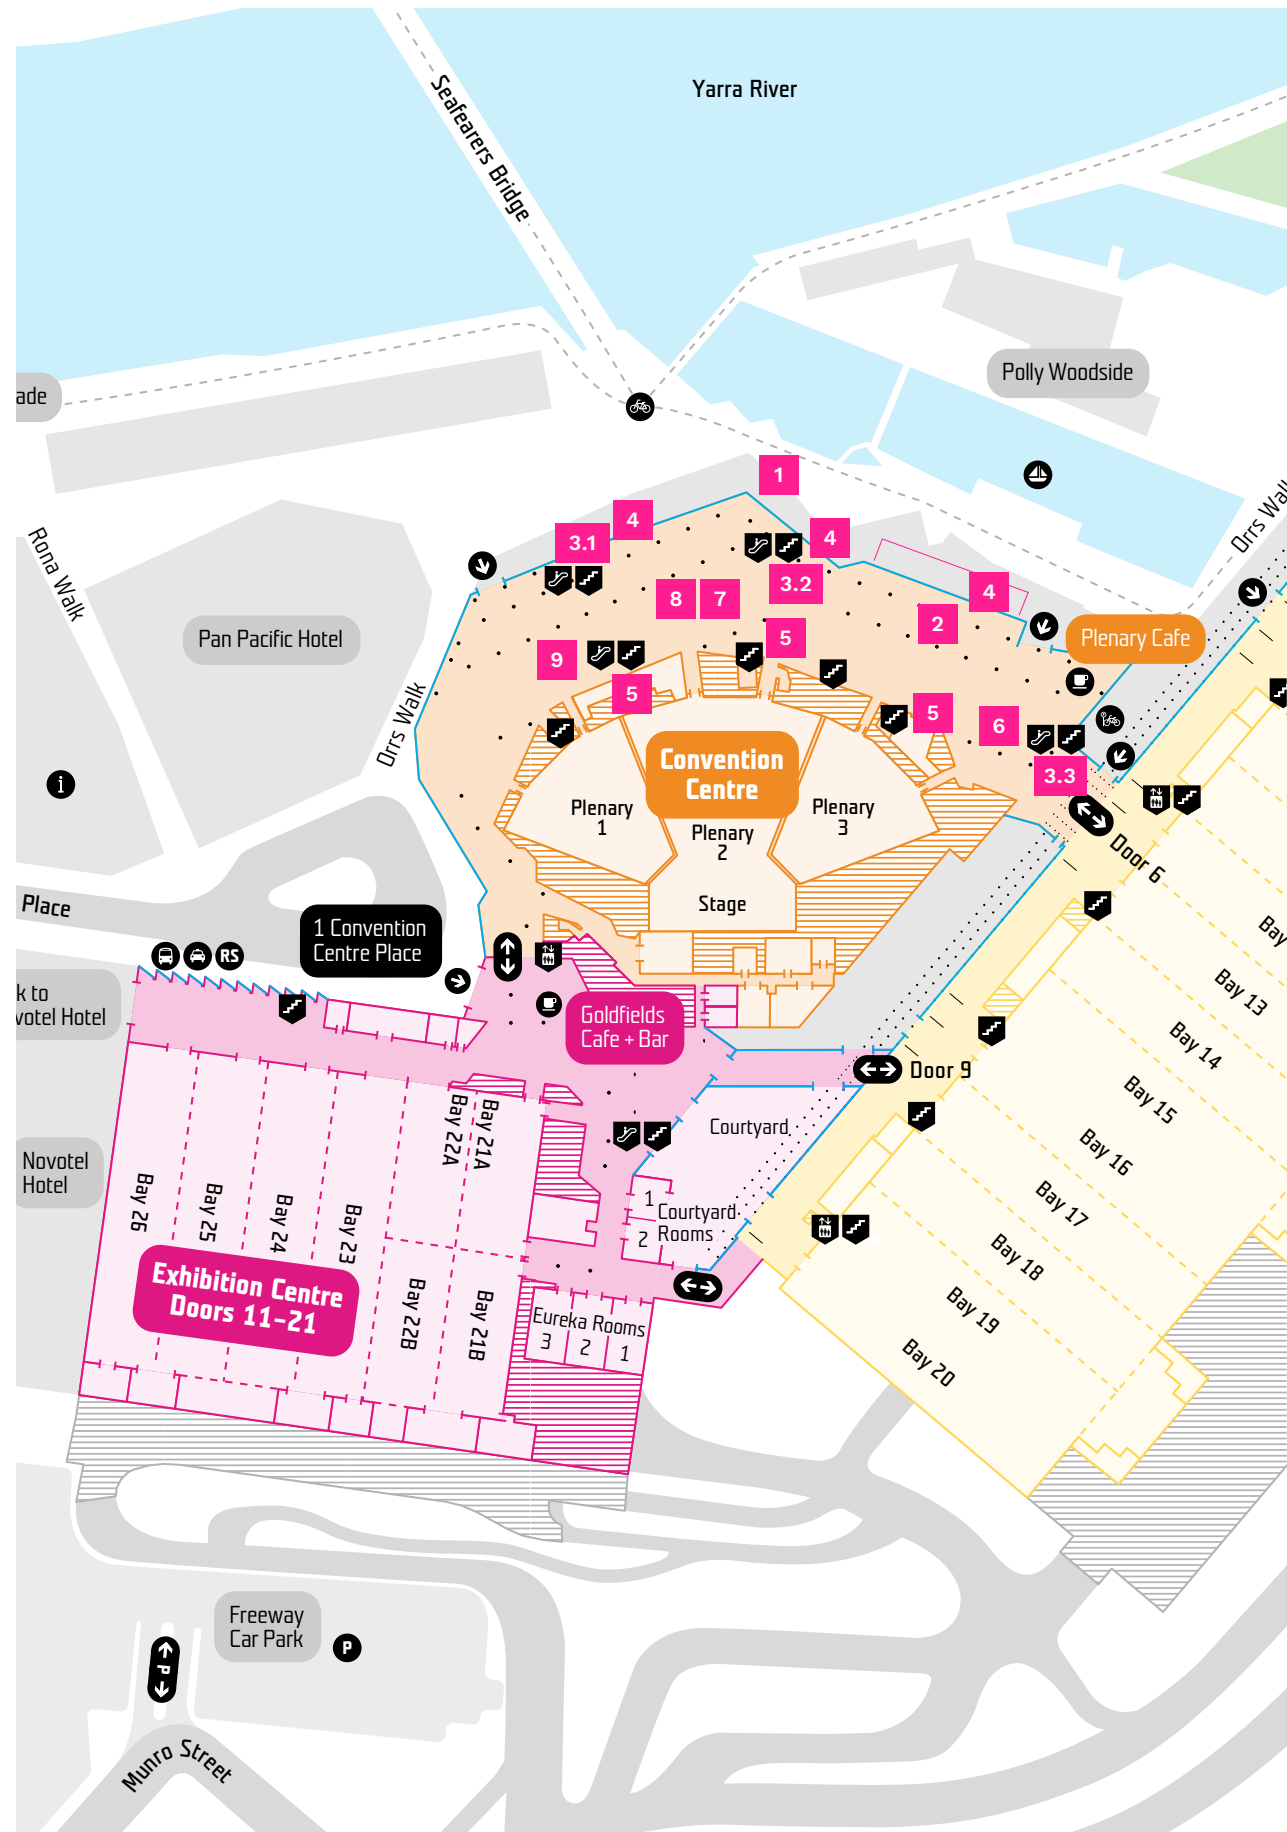 Yarra River
Seafearers Bridge
Polly Woodside
ade
Orrs Walk
1
4
4
3.1
3.2
4
8
7
2
5
9
5
5
6
3.3
Rona Walk
Pan Pacific Hotel
Orrs Walk
Plenary Cafe
Convention
Centre
Plenary
1
Plenary
2
Plenary
3
Stage
i
Door 6
Place
1 Convention
Centre Place
RS
k to
votel Hotel
Goldfields
Cafe + Bar
Door 9
Bay
Bay 13
Bay 14
Bay 15
Bay 16
Bay 17
Bay 18
Bay 19
Bay 20
Courtyard
1
2
Courtyard
Rooms
Novotel
Hotel
Bay 26
Bay 25
Bay 24
Bay 23
Bay 22A
Bay 21A
Bay 22B
Bay 21B
Exhibition Centre
Doors 11–21
Eureka Rooms
3
2
1
Freeway
Car Park
P
P
Munro Street